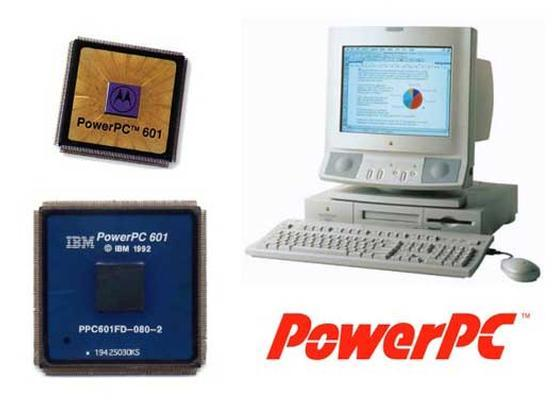 PowerPC™ 601
IBM PowerPC 601
© IBM 1992
PPC601FD-080-2
• 19425030KS
PowerPC™